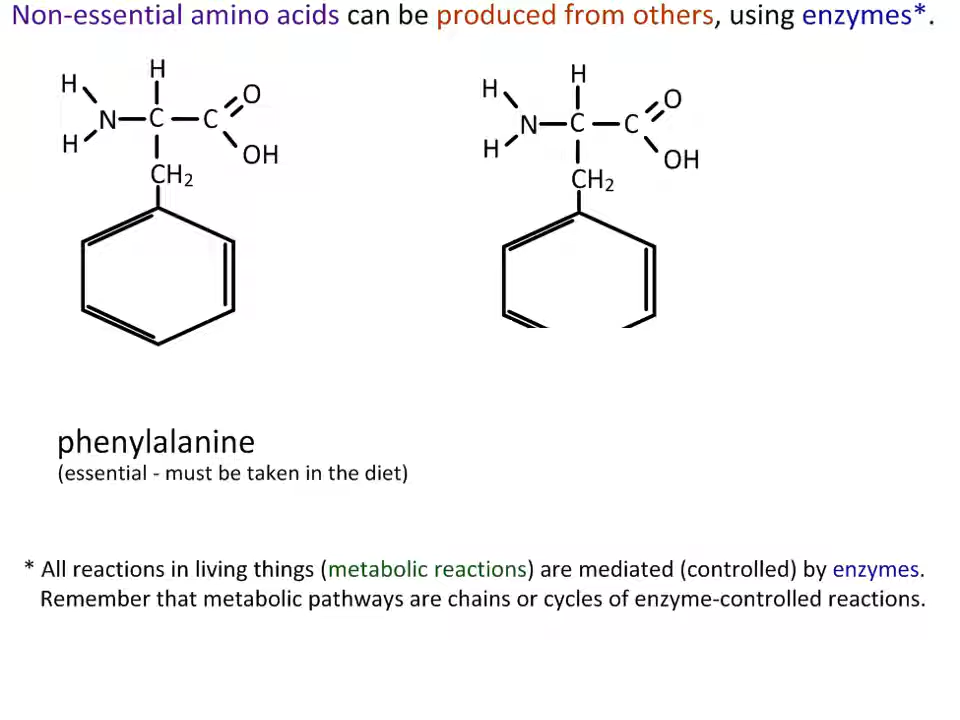 Non-essential amino acids can be produced from others, using enzymes*.
H H O
H N C C
OH
CH₂
H H O
H N C C
OH
CH₂
phenylalanine
(essential - must be taken in the diet)
* All reactions in living things (metabolic reactions) are mediated (controlled) by enzymes.
Remember that metabolic pathways are chains or cycles of enzyme-controlled reactions.